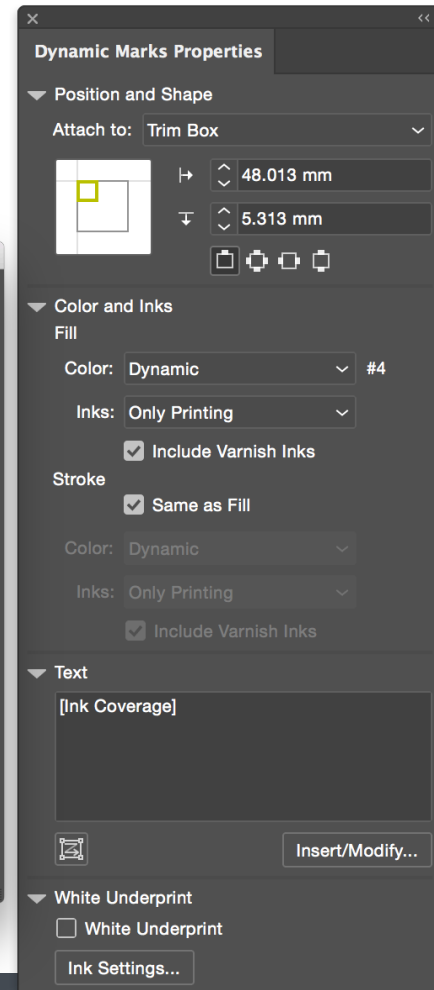 Dynamic Marks Properties
Position and Shape
Attach to: Trim Box
48.013 mm
5.313 mm
Color and Inks
Fill
Color: Dynamic #4
Inks: Only Printing
Include Varnish Inks
Stroke
Same as Fill
Color: Dynamic
Inks: Only Printing
Include Varnish Inks
Text
[Ink Coverage]
Insert/Modify...
White Underprint
White Underprint
Ink Settings...